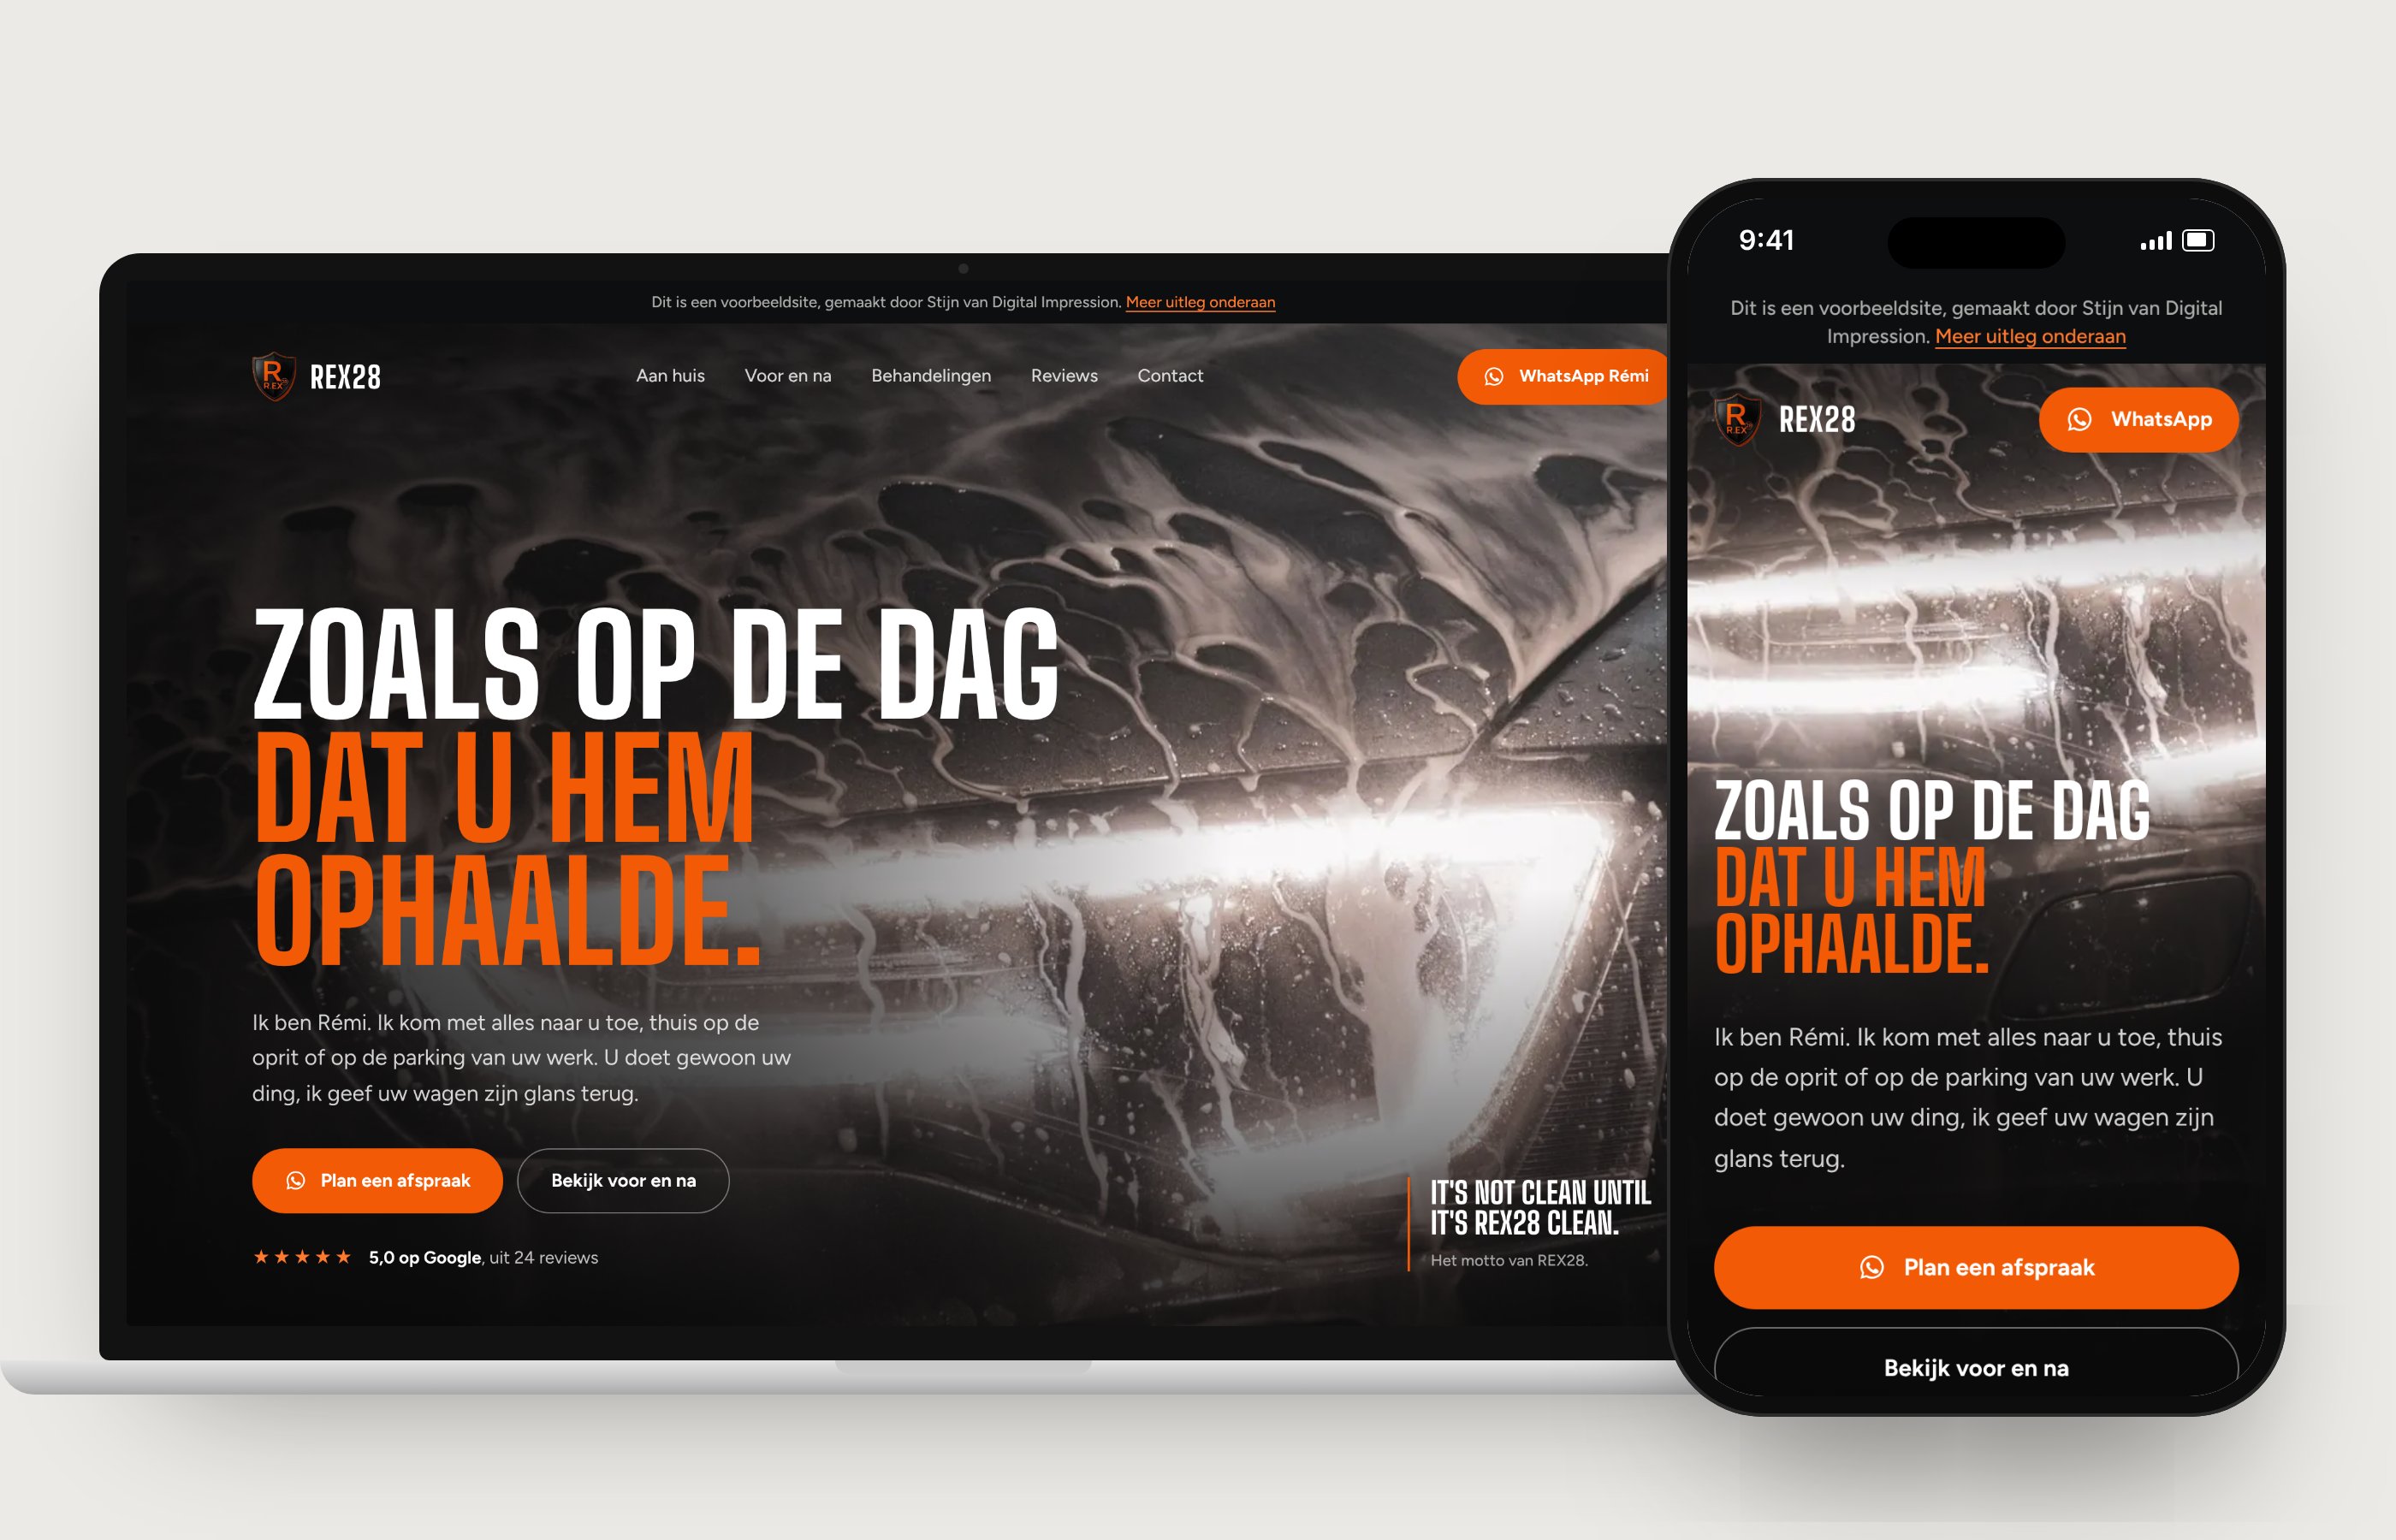 Dit is een voorbeeldsite, gemaakt door Stijn van Digital Impression. Meer uitleg onderaan
R
R.EX
REX28
Aan huis
Voor en na
Behandelingen
Reviews
Contact
WhatsApp Rémi
ZOALS OP DE DAG
DAT U HEM
OPHAALDE.
Ik ben Rémi. Ik kom met alles naar u toe, thuis op de
oprit of op de parking van uw werk. U doet gewoon uw
ding, ik geef uw wagen zijn glans terug.
Plan een afspraak
Bekijk voor en na
5,0 op Google, uit 24 reviews
IT'S NOT CLEAN UNTIL
IT'S REX28 CLEAN.
Het motto van REX28.
9:41
Dit is een voorbeeldsite, gemaakt door Stijn van Digital
Impression. Meer uitleg onderaan
R
R.EX
REX28
WhatsApp
ZOALS OP DE DAG
DAT U HEM
OPHAALDE.
Ik ben Rémi. Ik kom met alles naar u toe, thuis
op de oprit of op de parking van uw werk. U
doet gewoon uw ding, ik geef uw wagen zijn
glans terug.
Plan een afspraak
Bekijk voor en na